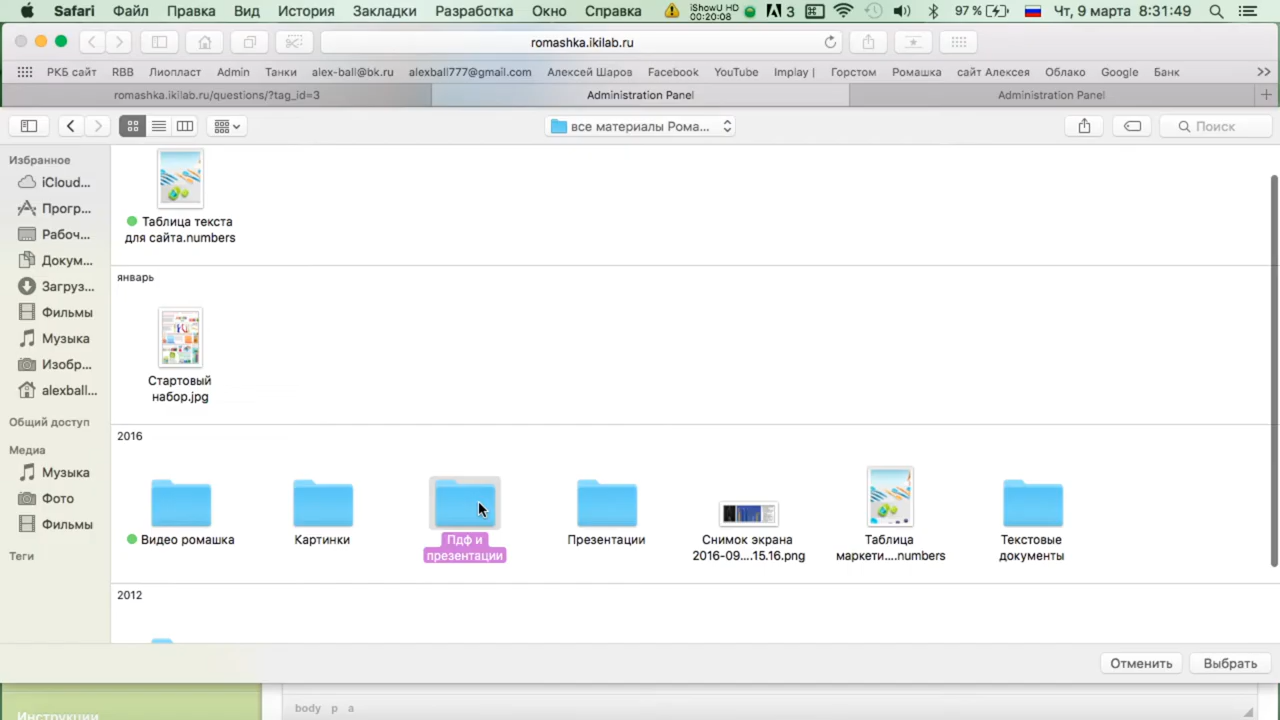 Safari Файл Правка Вид История Закладки Разработка Окно Справка iShowU HD 00:20:08 3 97 % Чт, 9 марта 8:31:49
romashka.ikilab.ru
РКБ сайт RBB Лиопласт Admin Танки alex-ball@bk.ru alexball777@gmail.com Алексей Шаров Facebook YouTube Implay | Горстом Ромашка сайт Алексея Облако Google Банк >>
romashka.ikilab.ru/questions/?tag_id=3 Administration Panel Administration Panel +
все материалы Рома... Поиск
Избранное
iCloud...
Прогр...
Рабоч...
Докум...
Загруз...
Фильмы
Музыка
Изобр...
alexball...
Общий доступ
Медиа
Музыка
Фото
Фильмы
Теги
Таблица текста
для сайта.numbers
январь
Стартовый
набор.jpg
2016
Видео ромашка
Картинки
Пдф и
презентации
Презентации
Снимок экрана
2016-09....15.16.png
Таблица
маркети....numbers
Текстовые
документы
2012
Отменить Выбрать
Инструкции
body p a